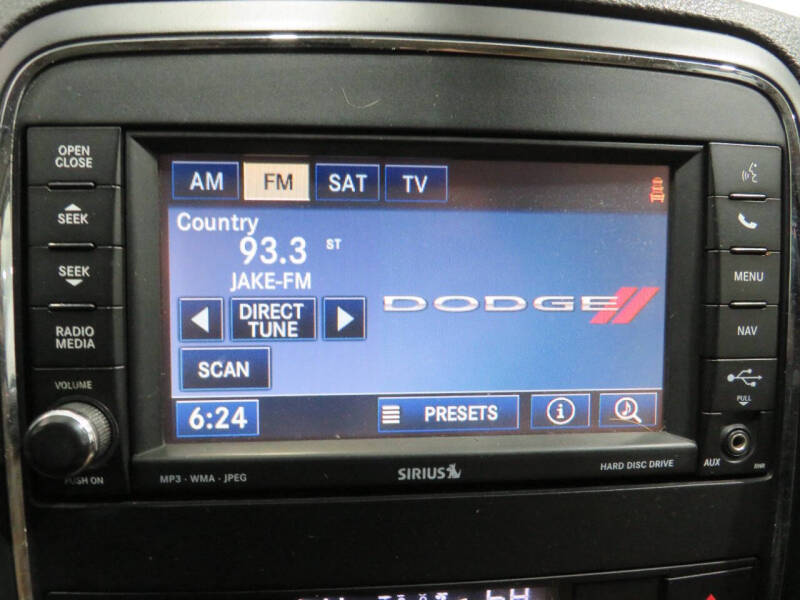 OPEN
CLOSE
SEEK
SEEK
RADIO
MEDIA
VOLUME
PUSH ON
AM FM SAT TV
Country
93.3 ST
JAKE-FM
DIRECT
TUNE
SCAN
DODGE
6:24 PRESETS i
MP3 · WMA · JPEG
SIRIUS
HARD DISC DRIVE
MENU
NAV
PULL
AUX